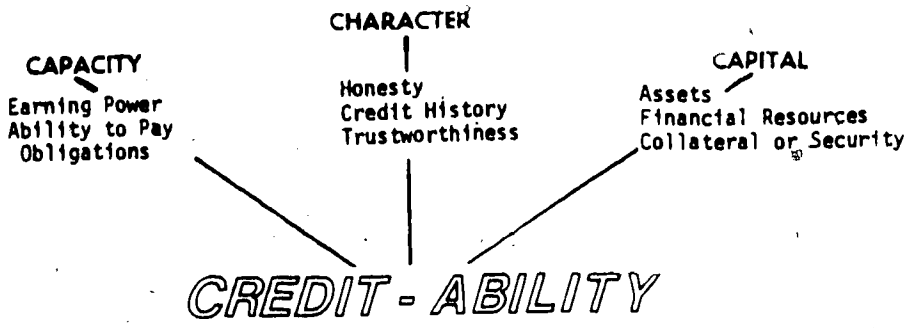 CHARACTER
Honesty
Credit History
Trustworthiness
CAPACITY
Earning Power
Ability to Pay
Obligations
CAPITAL
Assets
Financial Resources
Collateral or Security
CREDIT - ABILITY